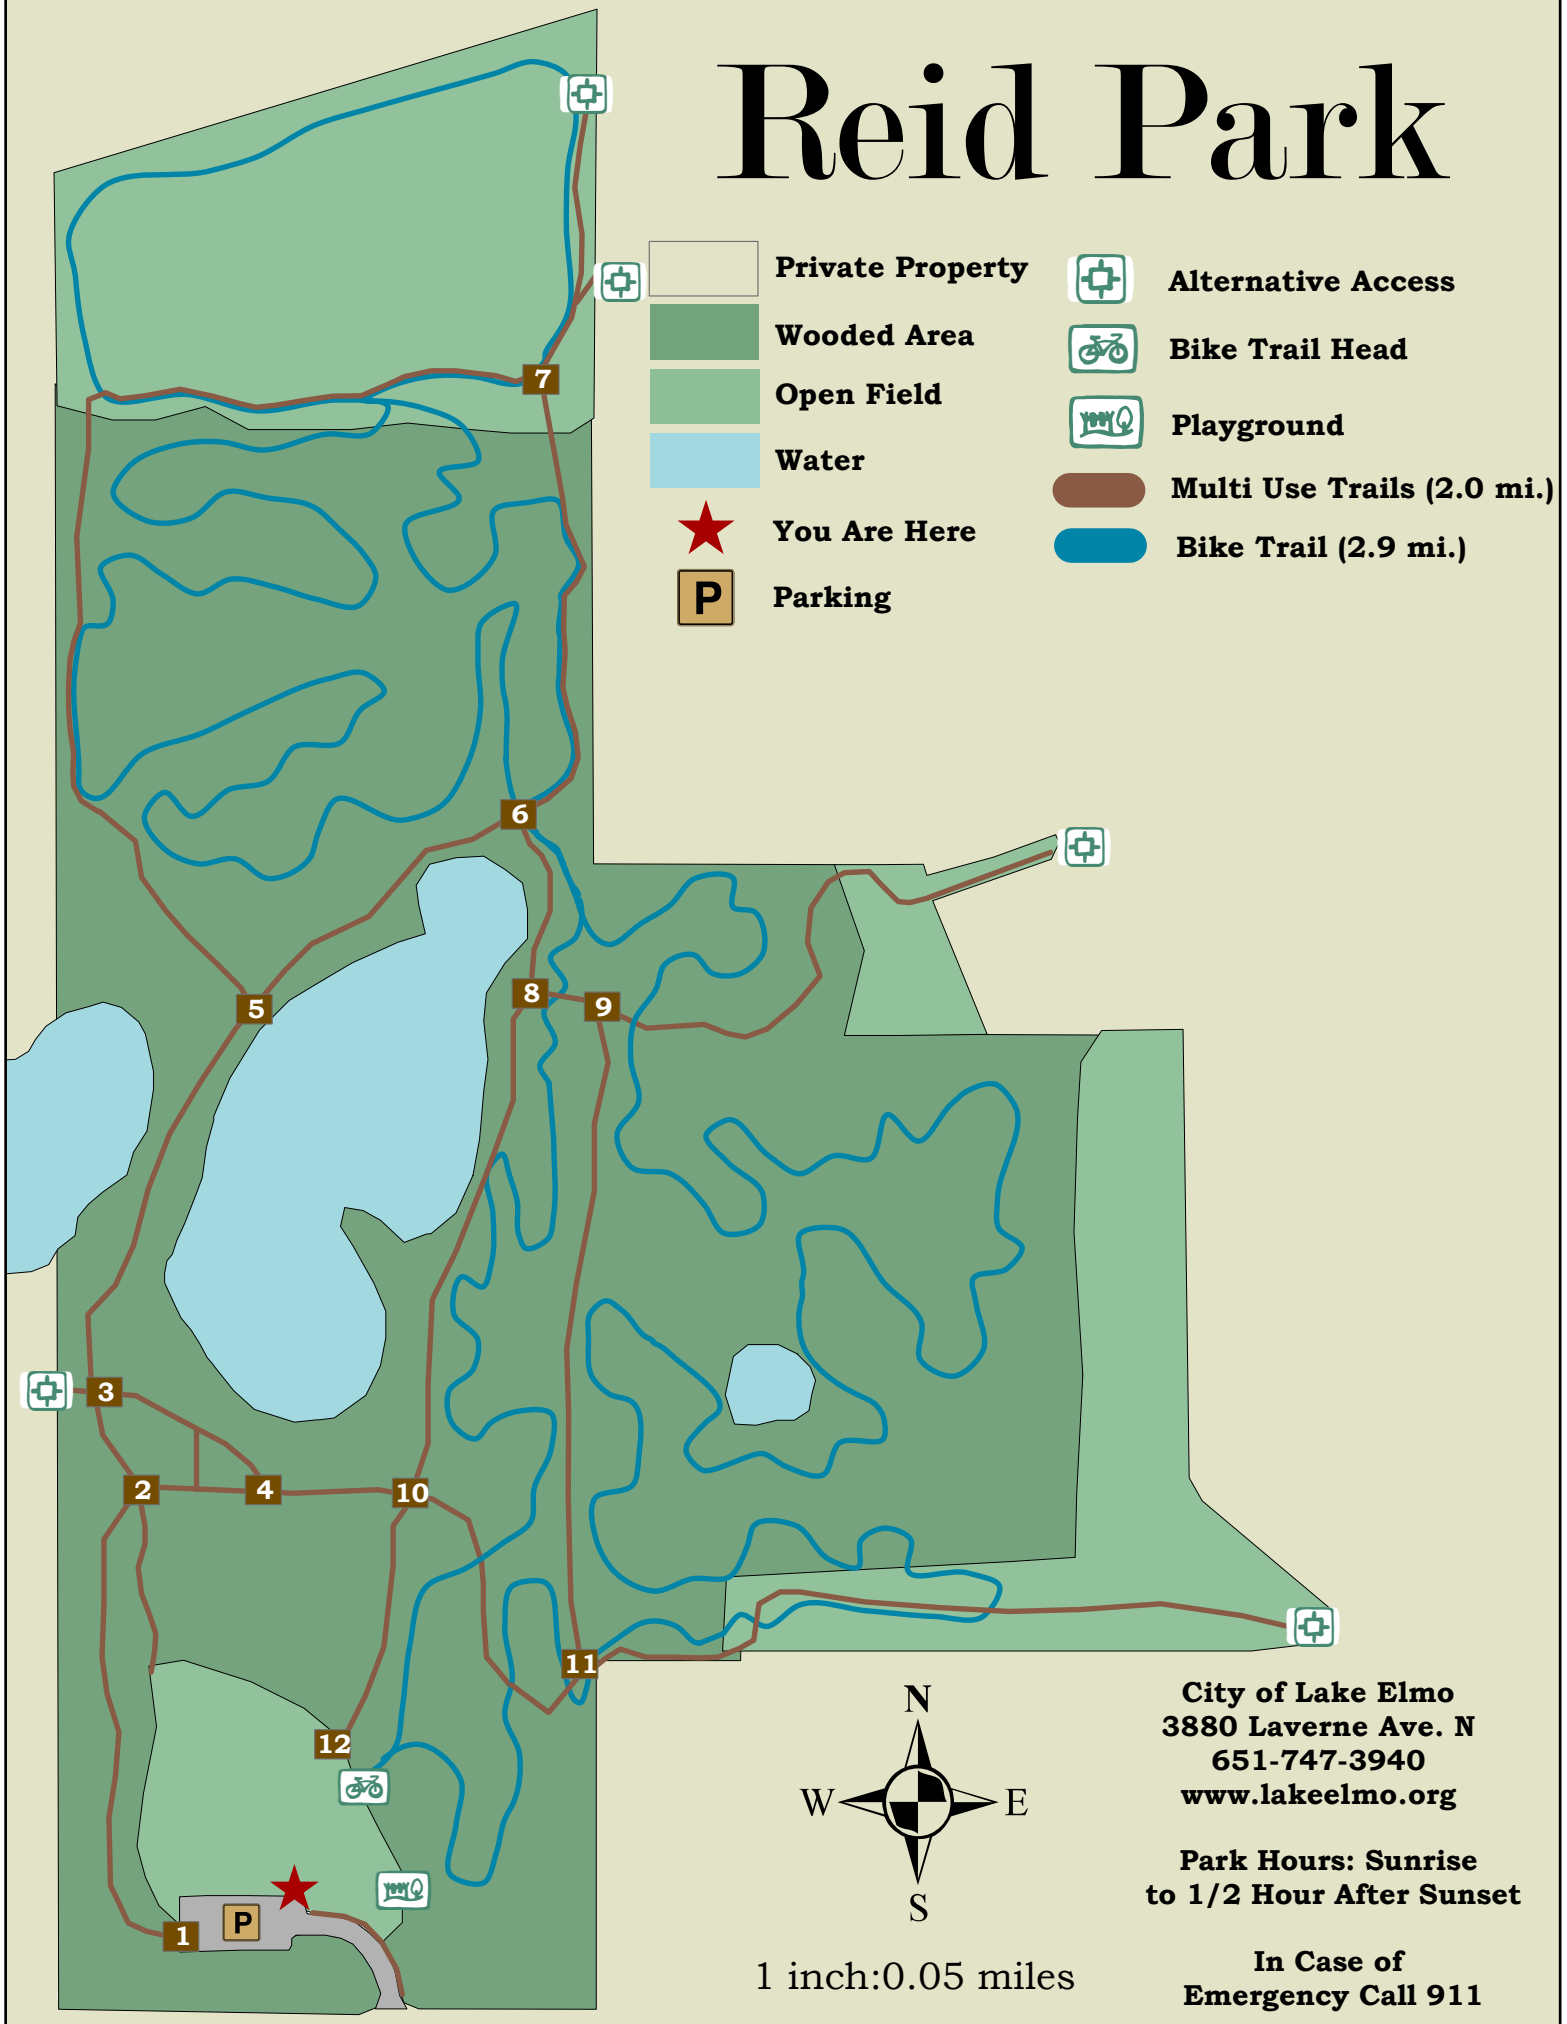 Reid Park
Private Property
Wooded Area
Open Field
Water
You Are Here
P
Parking
Alternative Access
Bike Trail Head
Playground
Multi Use Trails (2.0 mi.)
Bike Trail (2.9 mi.)
7
6
8
9
5
3
2
4
10
11
12
P
1
N
W
E
S
1 inch:0.05 miles
City of Lake Elmo
3880 Laverne Ave. N
651-747-3940
www.lakeelmo.org
Park Hours: Sunrise
to 1/2 Hour After Sunset
In Case of
Emergency Call 911